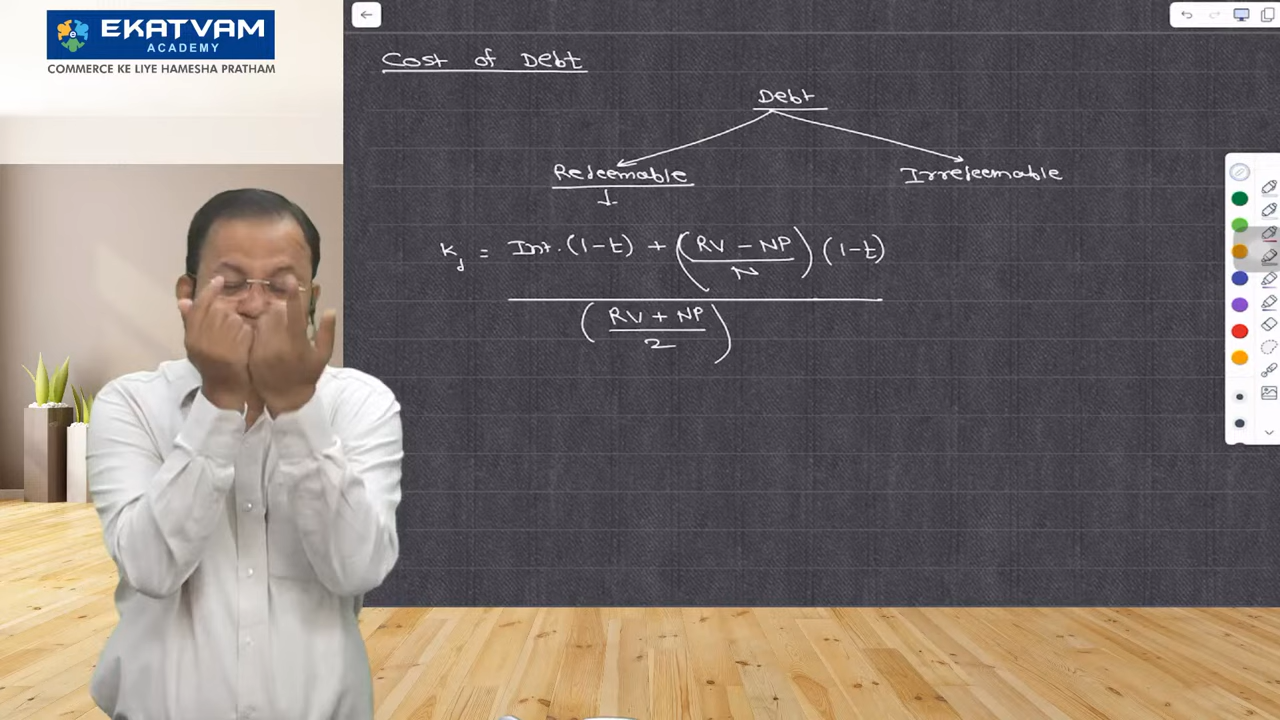 EKATVAM
ACADEMY
COMMERCE KE LIYE HAMESHA PRATHAM
Cost of Debt
Debt
Redeemable Irredeemable
Kd = Int. (1-t) + (RV - NP / N) (1-t)
(RV + NP / 2)